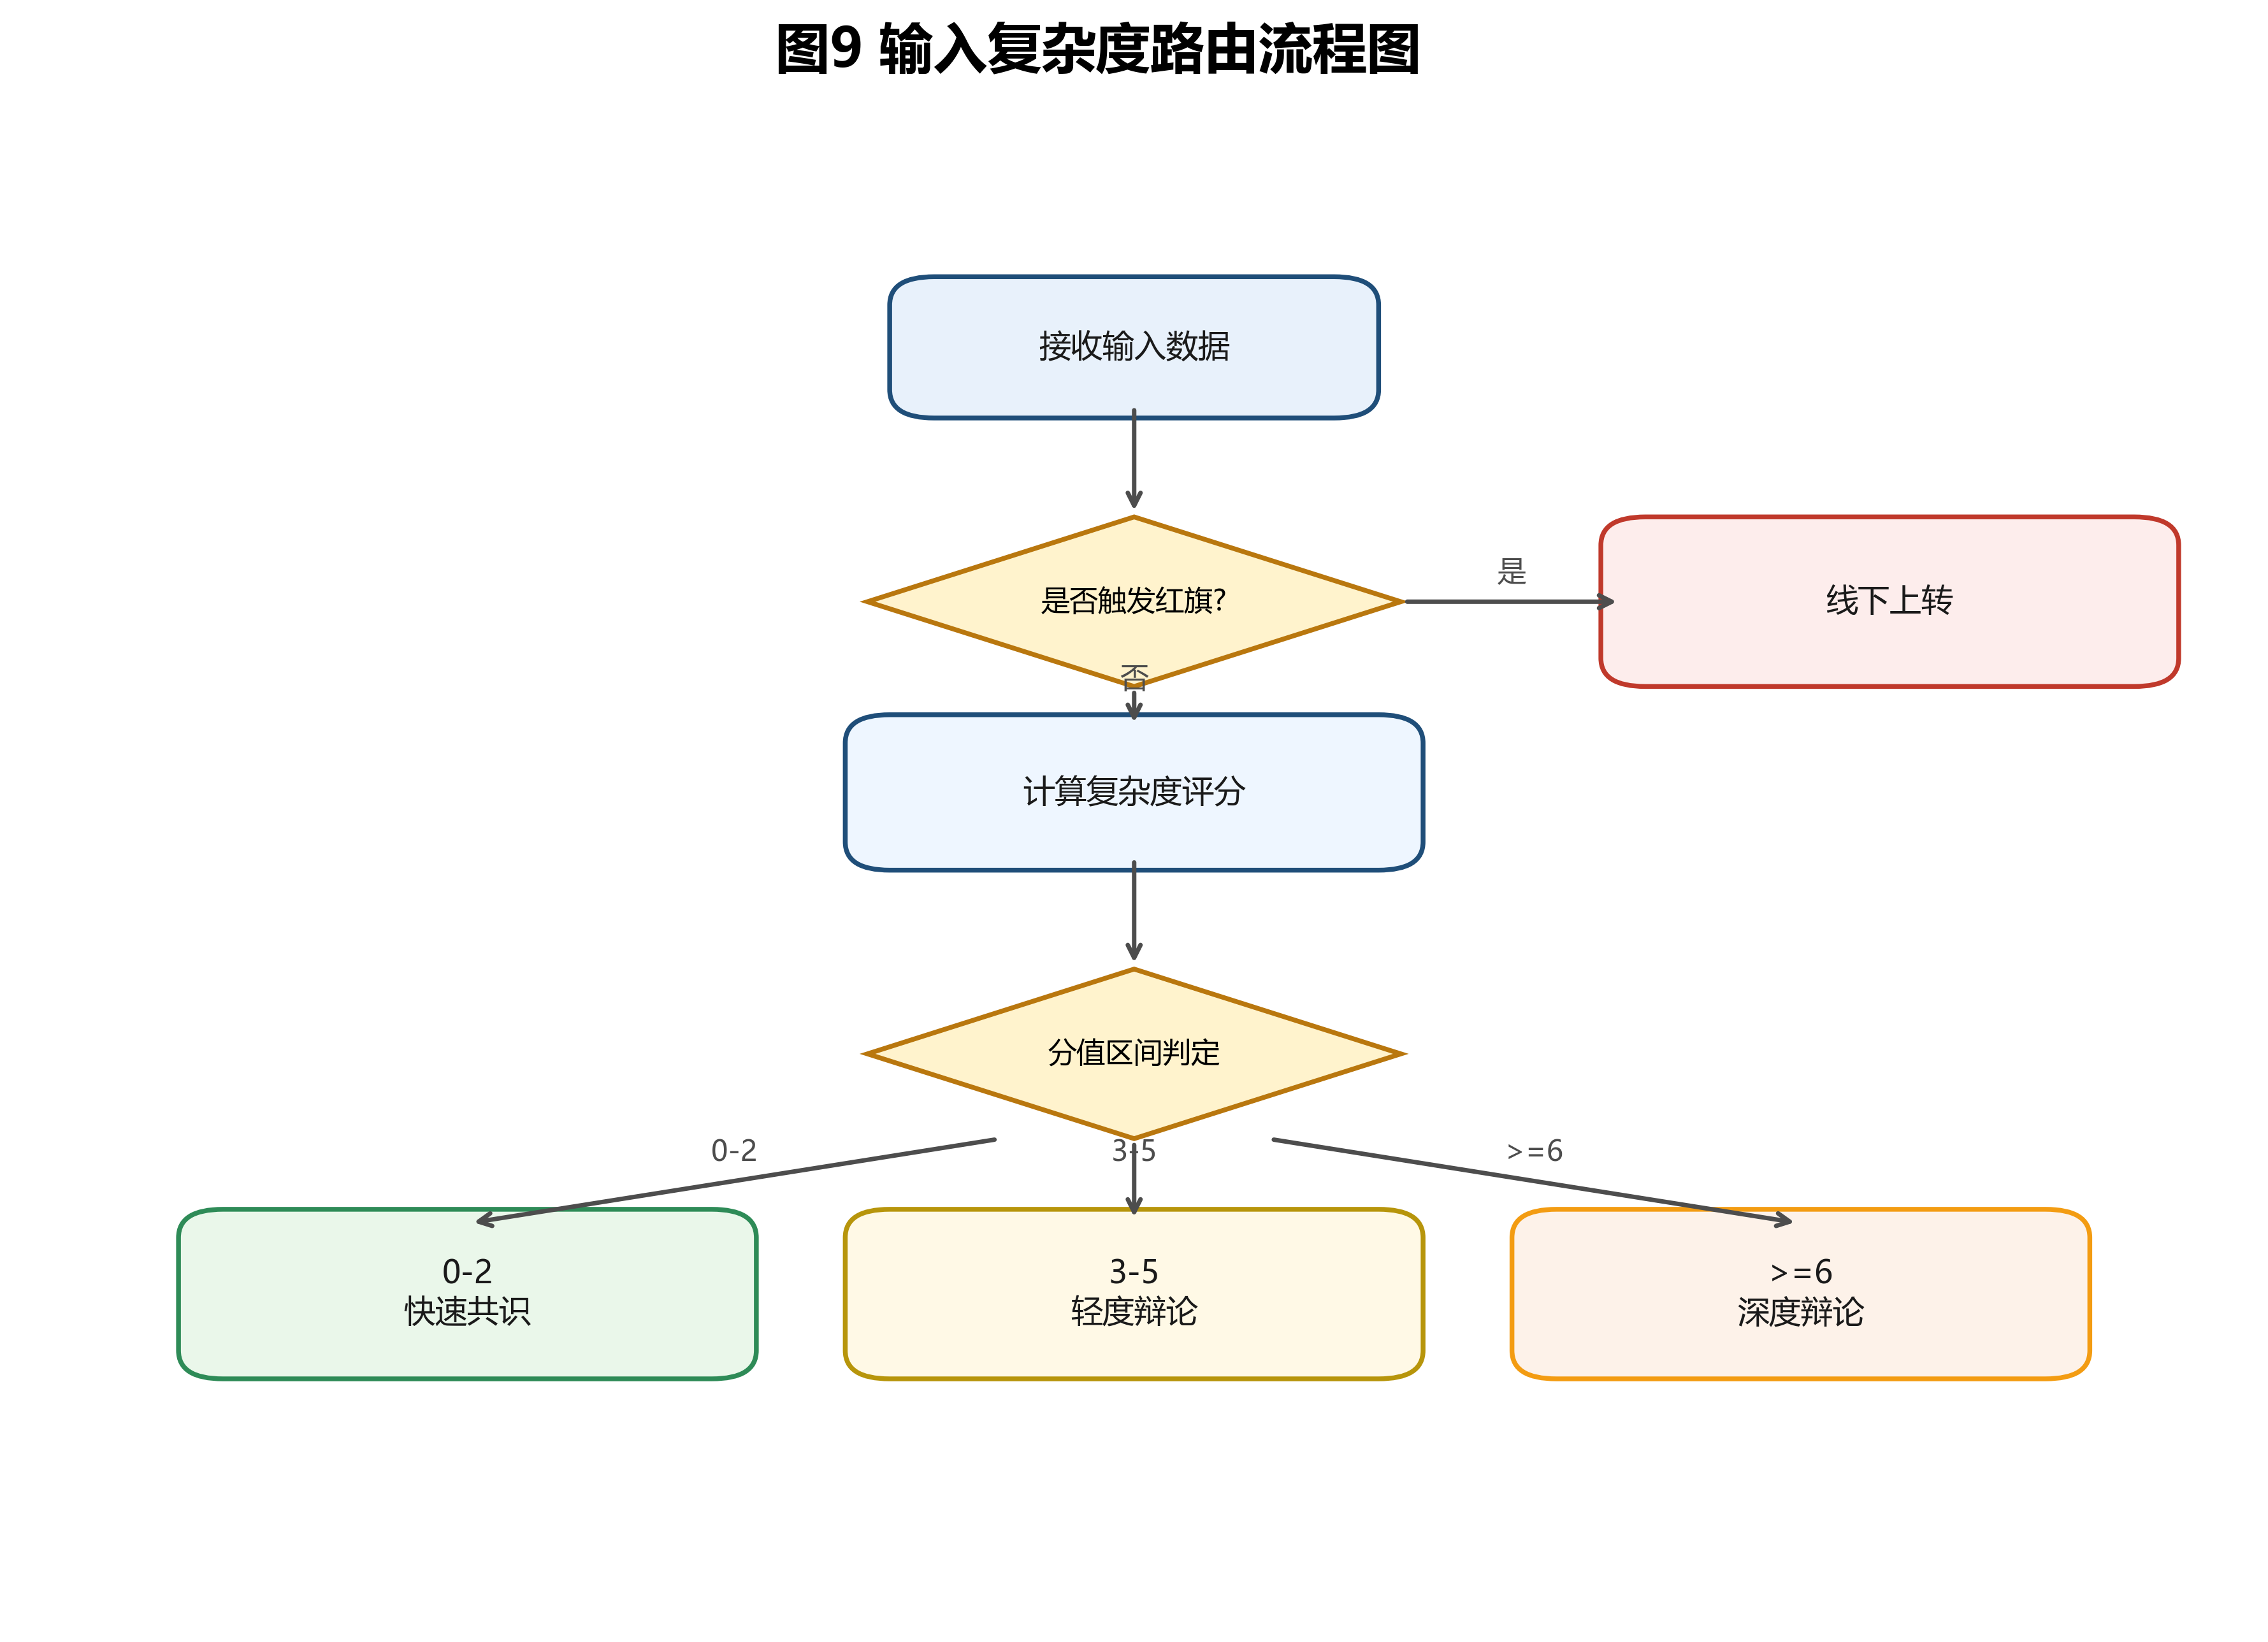 图9 输入复杂度路由流程图
接收输入数据
是否触发红旗?
是
线下上转
否
计算复杂度评分
分值区间判定
0-2
3-5
>=6
0-2
快速共识
3-5
轻度辩论
>=6
深度辩论